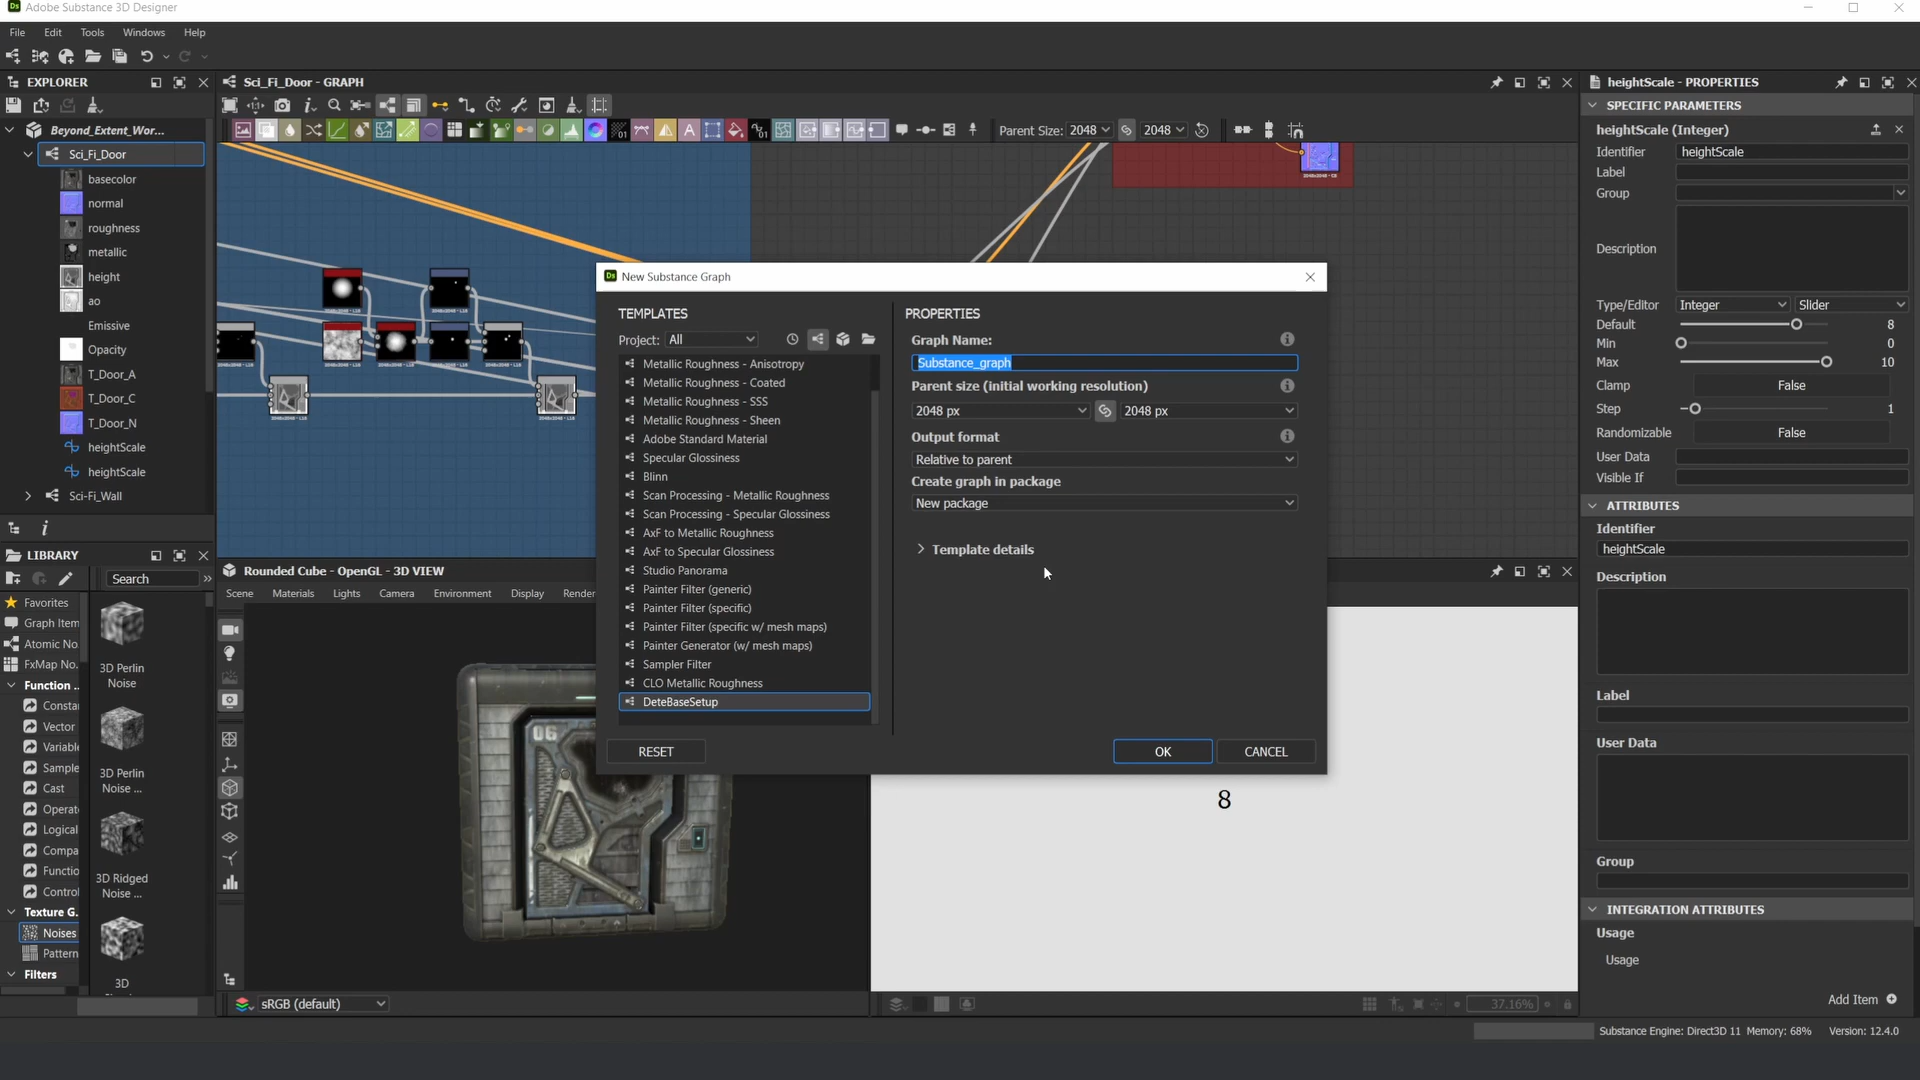 Ds Adobe Substance 3D Designer
File Edit Tools Windows Help
EXPLORER
Beyond_Extent_Wor...
Sci_Fi_Door
basecolor
normal
roughness
metallic
height
ao
Emissive
Opacity
T_Door_A
T_Door_C
T_Door_N
heightScale
heightScale
Sci-Fi_Wall
LIBRARY
Search
Favorites
Graph Item
Atomic No
FxMap No.
Function .
Consta
Vector
Variabl
Sample
Cast
Operat
Logical
Compa
Functio
Control
Texture G.
Noises
Pattern
Filters
3D Perlin
Noise
3D Perlin
Noise ...
3D Ridged
Noise ...
3D
Sci_Fi_Door - GRAPH
Parent Size: 2048 2048
Rounded Cube - OpenGL - 3D VIEW
Scene Materials Lights Camera Environment Display Render
06
sRGB (default)
8
37.16%
Ds New Substance Graph
TEMPLATES
Project: All
Metallic Roughness - Anisotropy
Metallic Roughness - Coated
Metallic Roughness - SSS
Metallic Roughness - Sheen
Adobe Standard Material
Specular Glossiness
Blinn
Scan Processing - Metallic Roughness
Scan Processing - Specular Glossiness
AxF to Metallic Roughness
AxF to Specular Glossiness
Studio Panorama
Painter Filter (generic)
Painter Filter (specific)
Painter Filter (specific w/ mesh maps)
Painter Generator (w/ mesh maps)
Sampler Filter
CLO Metallic Roughness
DeteBaseSetup
RESET
PROPERTIES
Graph Name:
Substance_graph
Parent size (initial working resolution)
2048 px 2048 px
Output format
Relative to parent
Create graph in package
New package
Template details
OK CANCEL
heightScale - PROPERTIES
SPECIFIC PARAMETERS
heightScale (Integer)
Identifier heightScale
Label
Group
Description
Type/Editor Integer Slider
Default 8
Min 0
Max 10
Clamp False
Step 1
Randomizable False
User Data
Visible If
ATTRIBUTES
Identifier
heightScale
Description
Label
User Data
Group
INTEGRATION ATTRIBUTES
Usage
Usage
Add Item
Substance Engine: Direct3D 11 Memory: 68% Version: 12.4.0